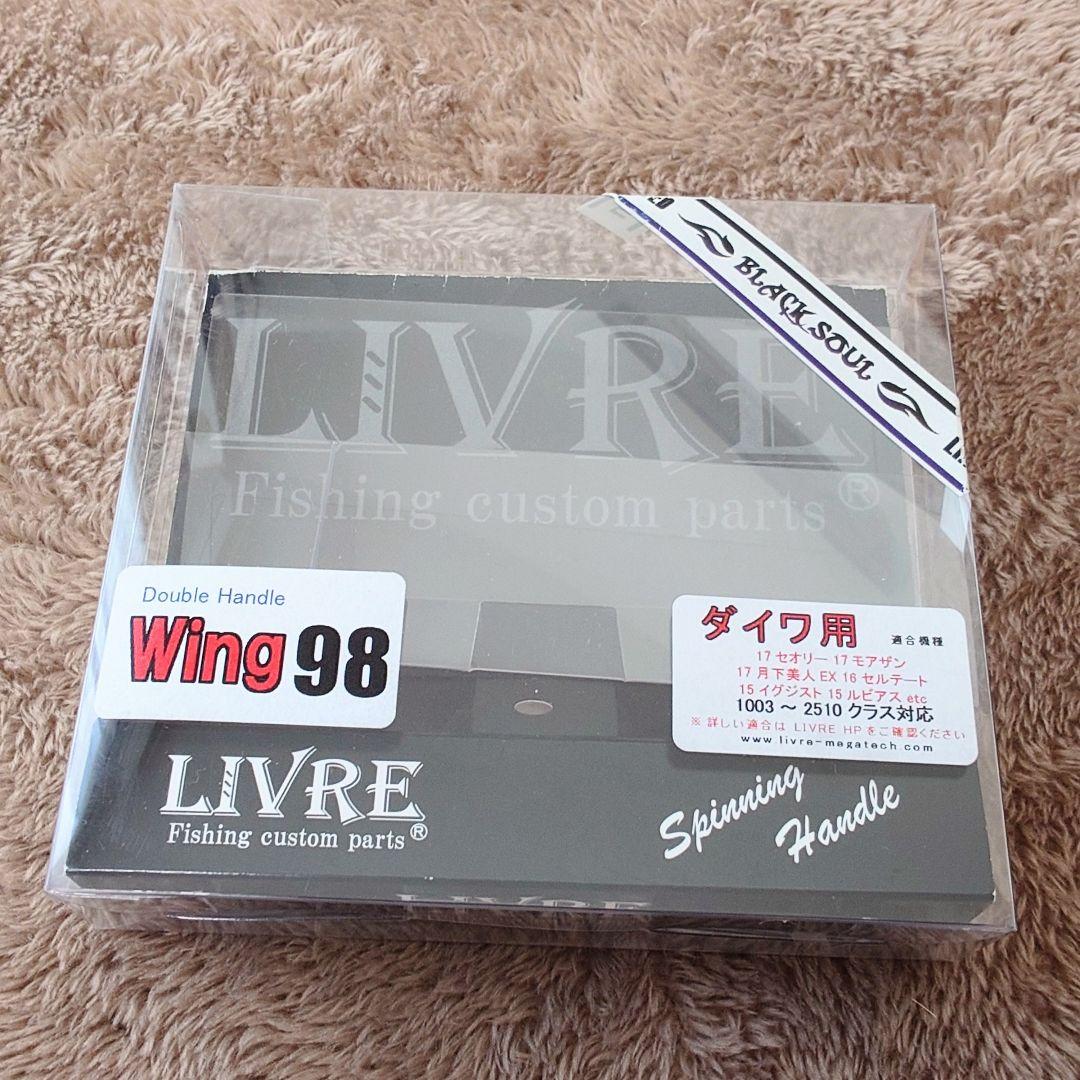 BLACK SOUL
LIVRE
Fishing custom parts®
Double Handle
Wing 98
ダイワ用 適合機種
17 セオリー 17 モアザン
17 月下美人 EX 16 セルテート
15 イグジスト 15 ルビアス etc
1003 ～ 2510 クラス対応
※ 詳しい適合は LIVRE HP をご確認ください
www.livre-megatech.com
LIVRE
Fishing custom parts®
Spinning
Handle
LIVRE